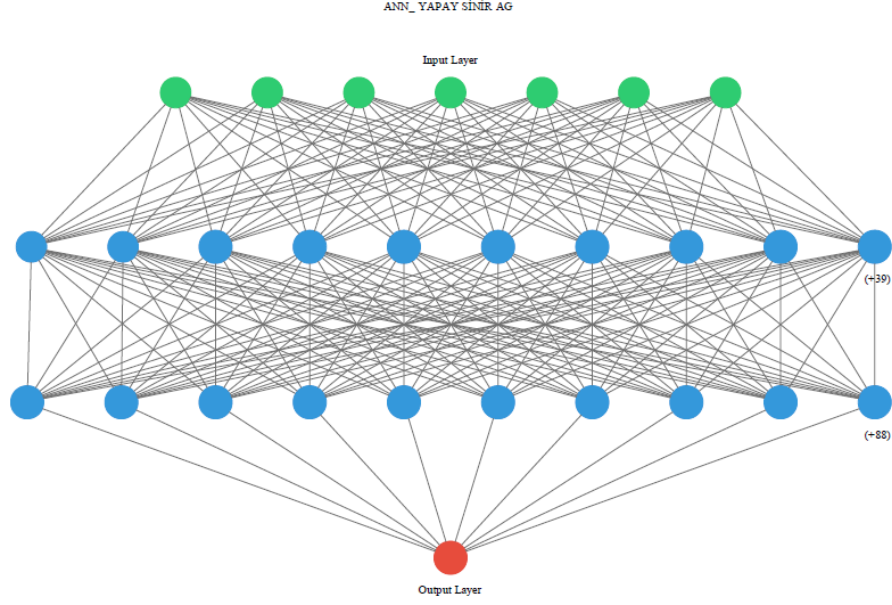 ANN_ YAPAY SİNİR AG
Input Layer
(+39)
(+88)
Output Layer